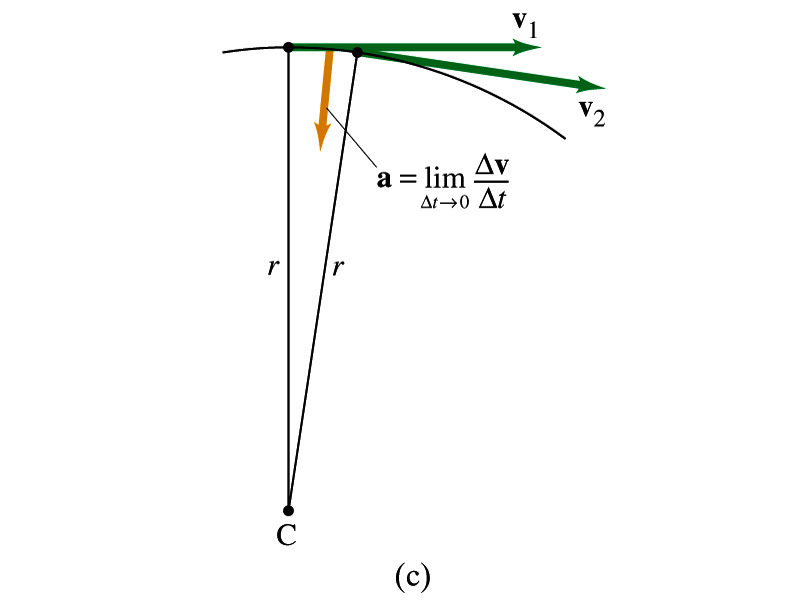 v₁
v₂
a = lim Δt→0 Δv/Δt
r
r
C
(c)